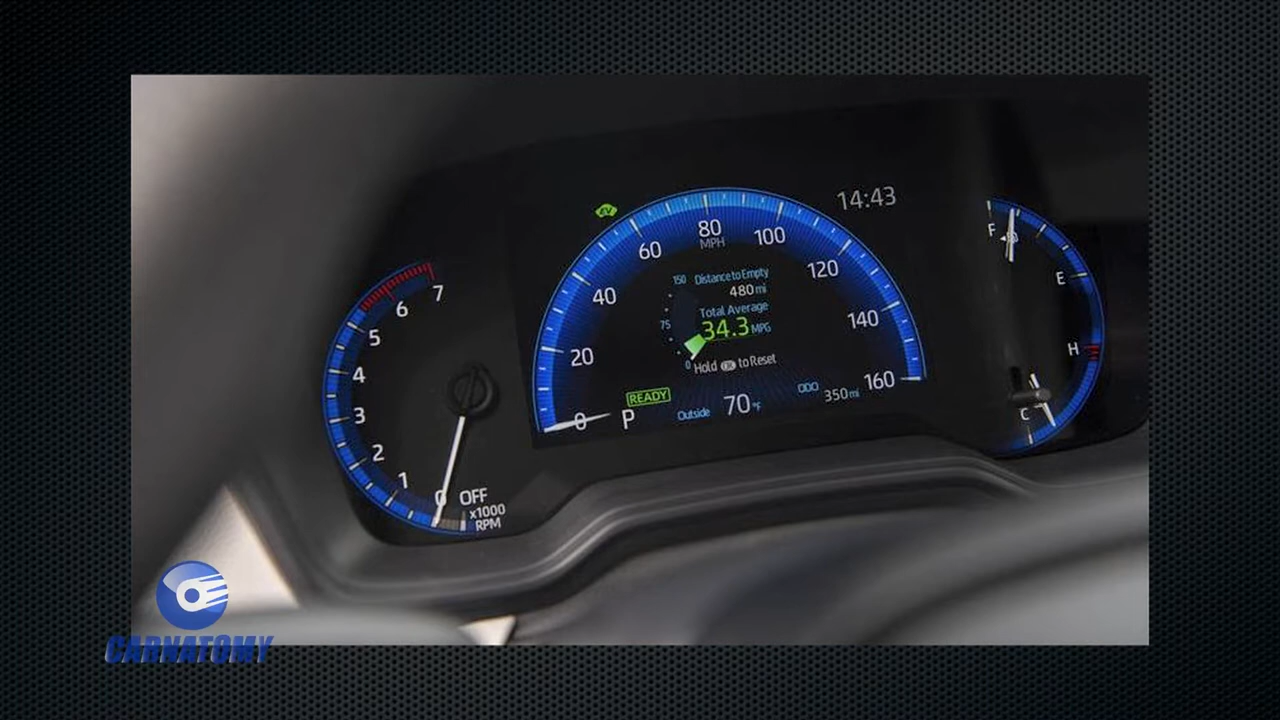 EV
14:43
7
6
5
4
3
2
1
0
OFF
x1000
RPM
0
20
40
60
80
MPH
100
120
140
160
150
75
0
Distance to Empty
480 mi
Total Average
34.3 MPG
Hold OK to Reset
READY
P
Outside
70 °F
ODO
350 mi
F
E
H
C
CARNATOMY